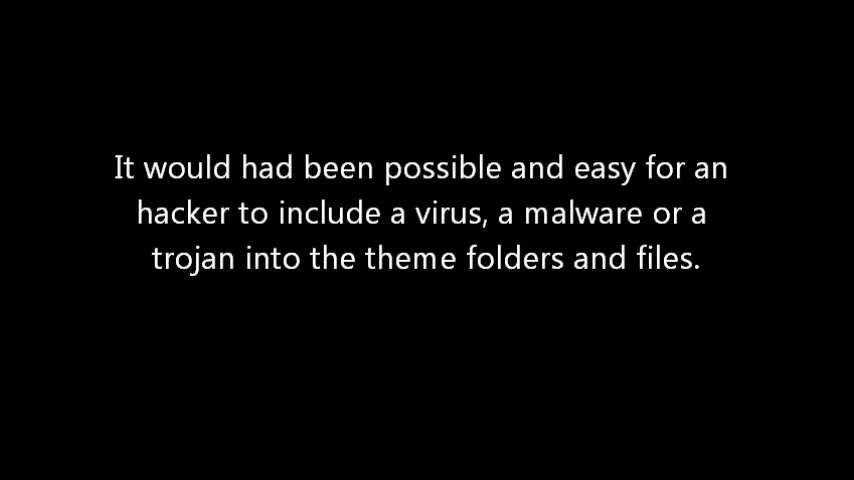 It would had been possible and easy for an
hacker to include a virus, a malware or a
trojan into the theme folders and files.